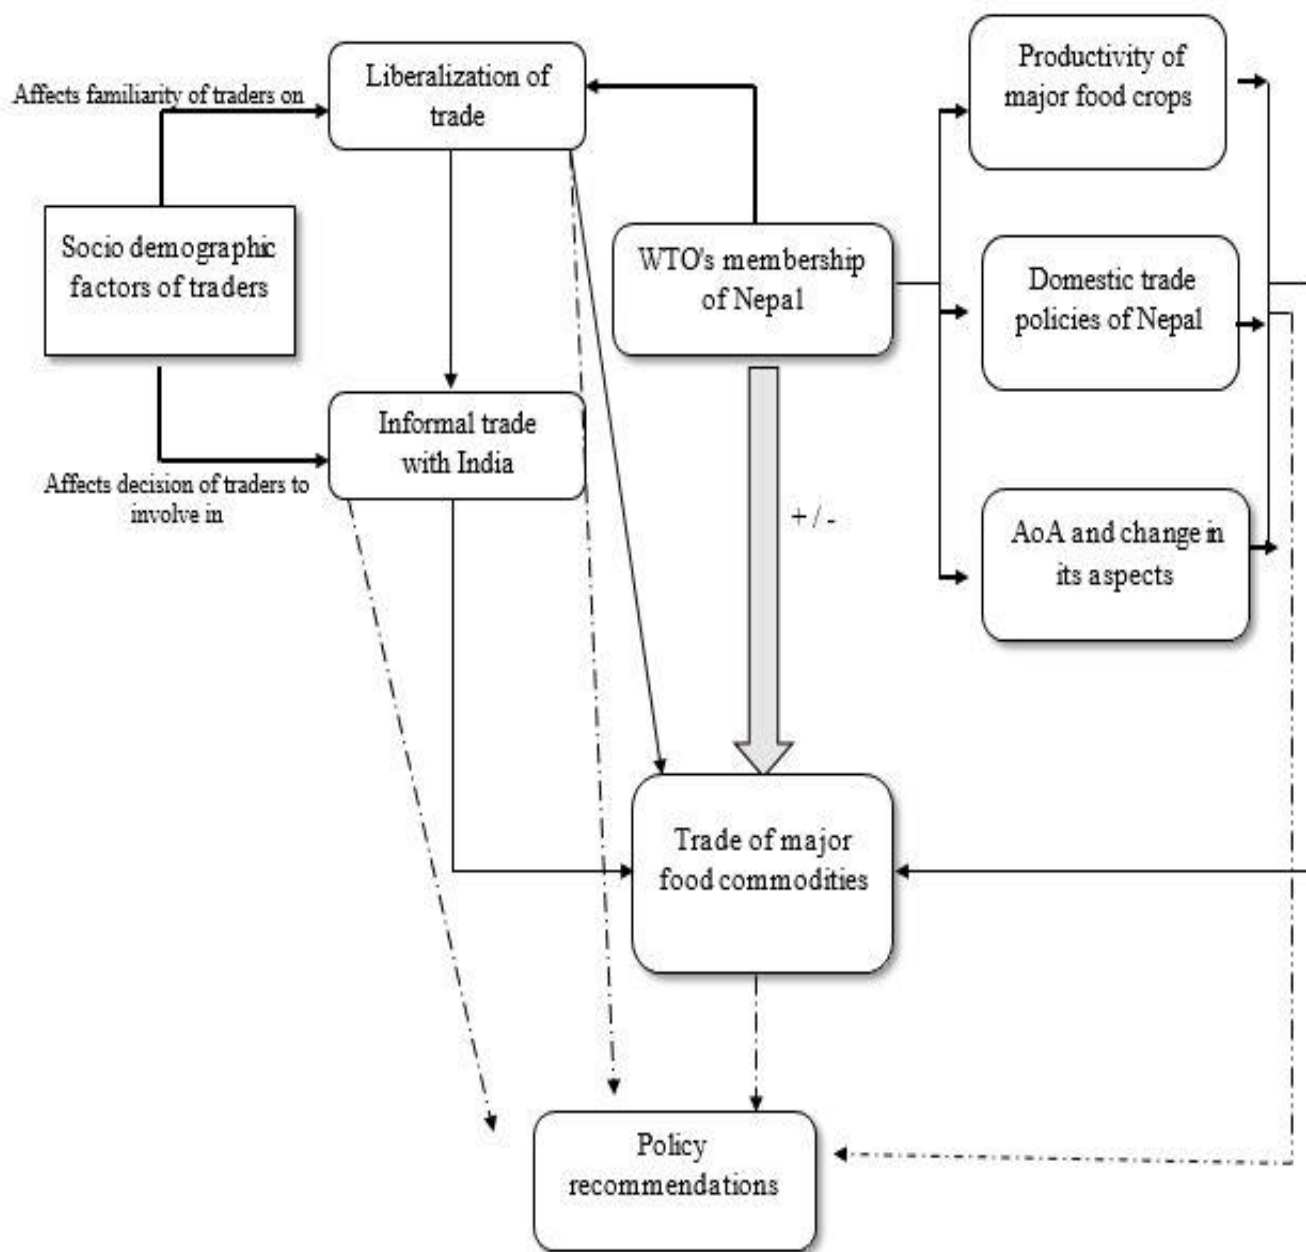 Productivity of
major food crops
Liberalization of
trade
Affects familiarity of traders on
Socio demographic
factors of traders
WTO's membership
of Nepal
Domestic trade
policies of Nepal
Informal trade
with India
Affects decision of traders to
involve in
+ / -
AoA and change in
its aspects
Trade of major
food commodities
Policy
recommendations